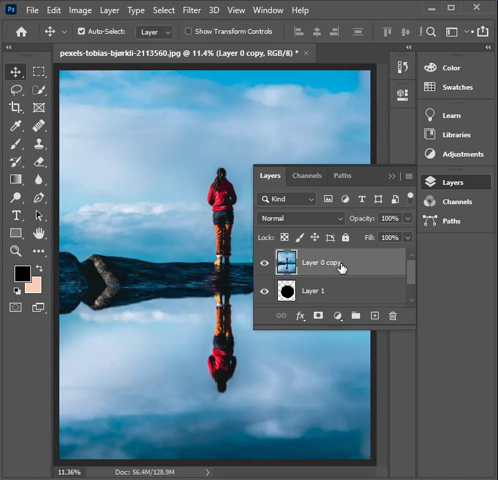 Ps File Edit Image Layer Type Select Filter 3D View Window Help
Auto-Select: Layer Show Transform Controls
pexels-tobias-bjørkli-2113560.jpg @ 11.4% (Layer 0 copy, RGB/8) *
Color
Swatches
Learn
Libraries
Adjustments
Layers
Channels
Paths
Layers Channels Paths
Kind
Normal Opacity: 100%
Lock: Fill: 100%
Layer 0 copy
Layer 1
fx
11.36% Doc: 56.4M/128.9M